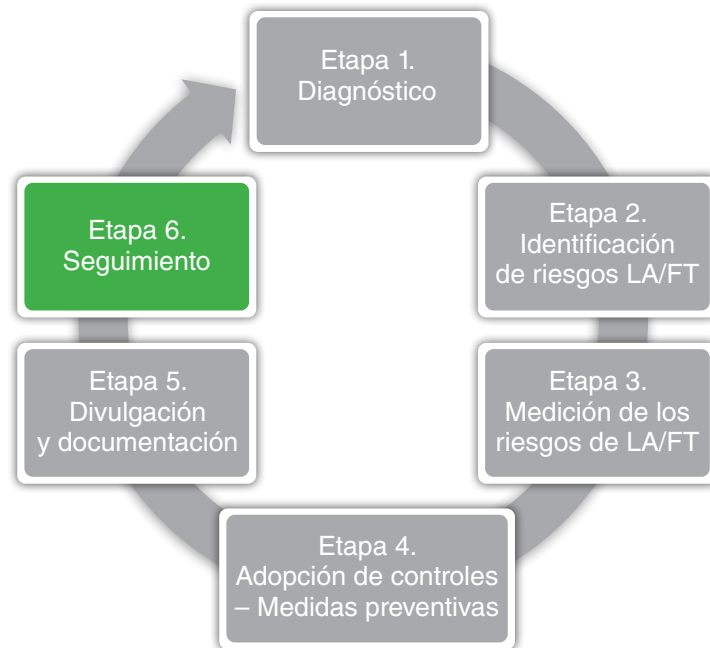 Etapa 1.
Diagnóstico
Etapa 2.
Identificación
de riesgos LA/FT
Etapa 3.
Medición de los
riesgos de LA/FT
Etapa 4.
Adopción de controles
– Medidas preventivas
Etapa 5.
Divulgación
y documentación
Etapa 6.
Seguimiento